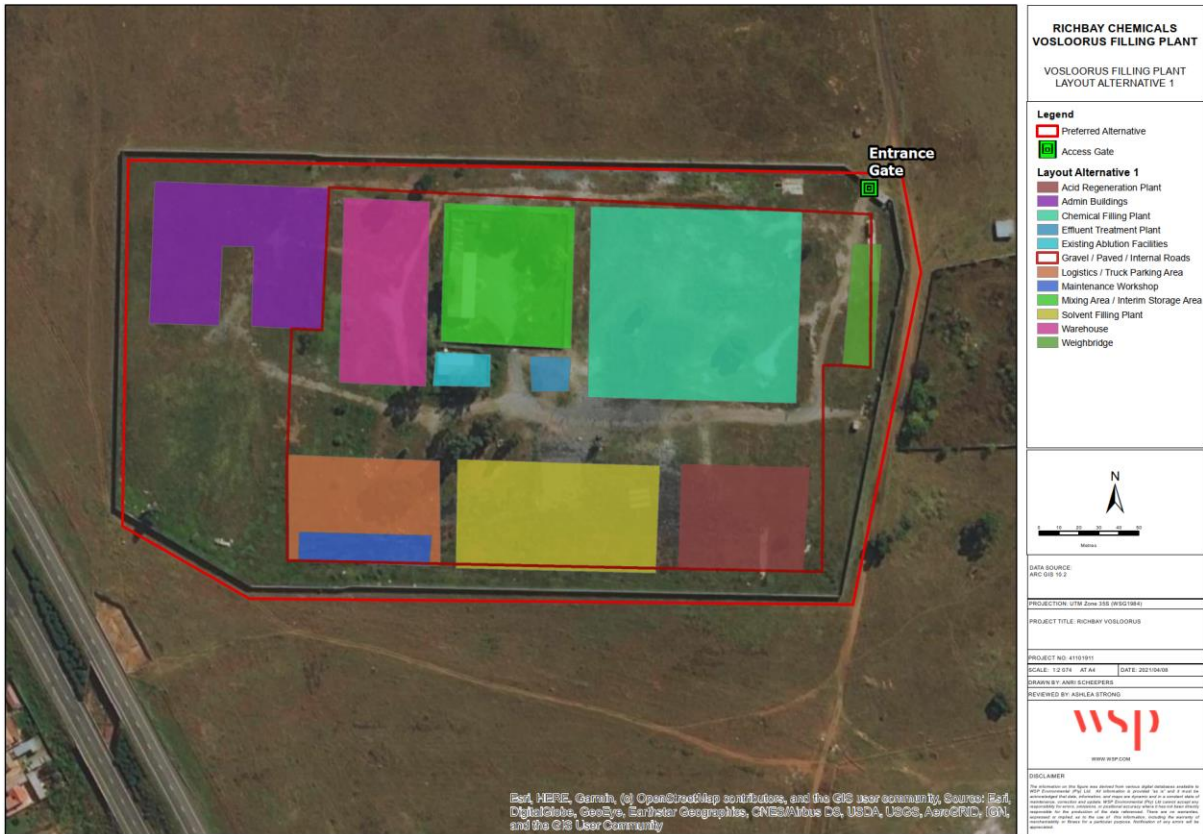 RICHBAY CHEMICALS
VOSLOORUS FILLING PLANT
VOSLOORUS FILLING PLANT
LAYOUT ALTERNATIVE 1
Legend
Preferred Alternative
Access Gate
Layout Alternative 1
Acid Regeneration Plant
Admin Buildings
Chemical Filling Plant
Effluent Treatment Plant
Existing Ablution Facilities
Gravel / Paved / Internal Roads
Logistics / Truck Parking Area
Maintenance Workshop
Mixing Area / Interim Storage Area
Solvent Filling Plant
Warehouse
Weighbridge
Entrance
Gate
N
0 10 20 30 40 50
Metres
DATA SOURCE:
ARC GIS 10.2
PROJECTION: UTM Zone 35S (WSG1984)
PROJECT TITLE: RICHBAY VOSLOORUS
PROJECT NO: 41101911
SCALE: 1:2 074 AT A4 DATE: 2021/04/09
DRAWN BY: ANRI SCHEEPERS
REVIEWED BY: ASHLEA STRONG
wsp
WWW.WSP.COM
DISCLAIMER
Esri, HERE, Garmin, (c) OpenStreetMap contributors, and the GIS user community, Source: Esri,
DigitalGlobe, GeoEye, Earthstar Geographics, CNES/Airbus DS, USDA, USGS, AeroGRID, IGN,
and the GIS User Community